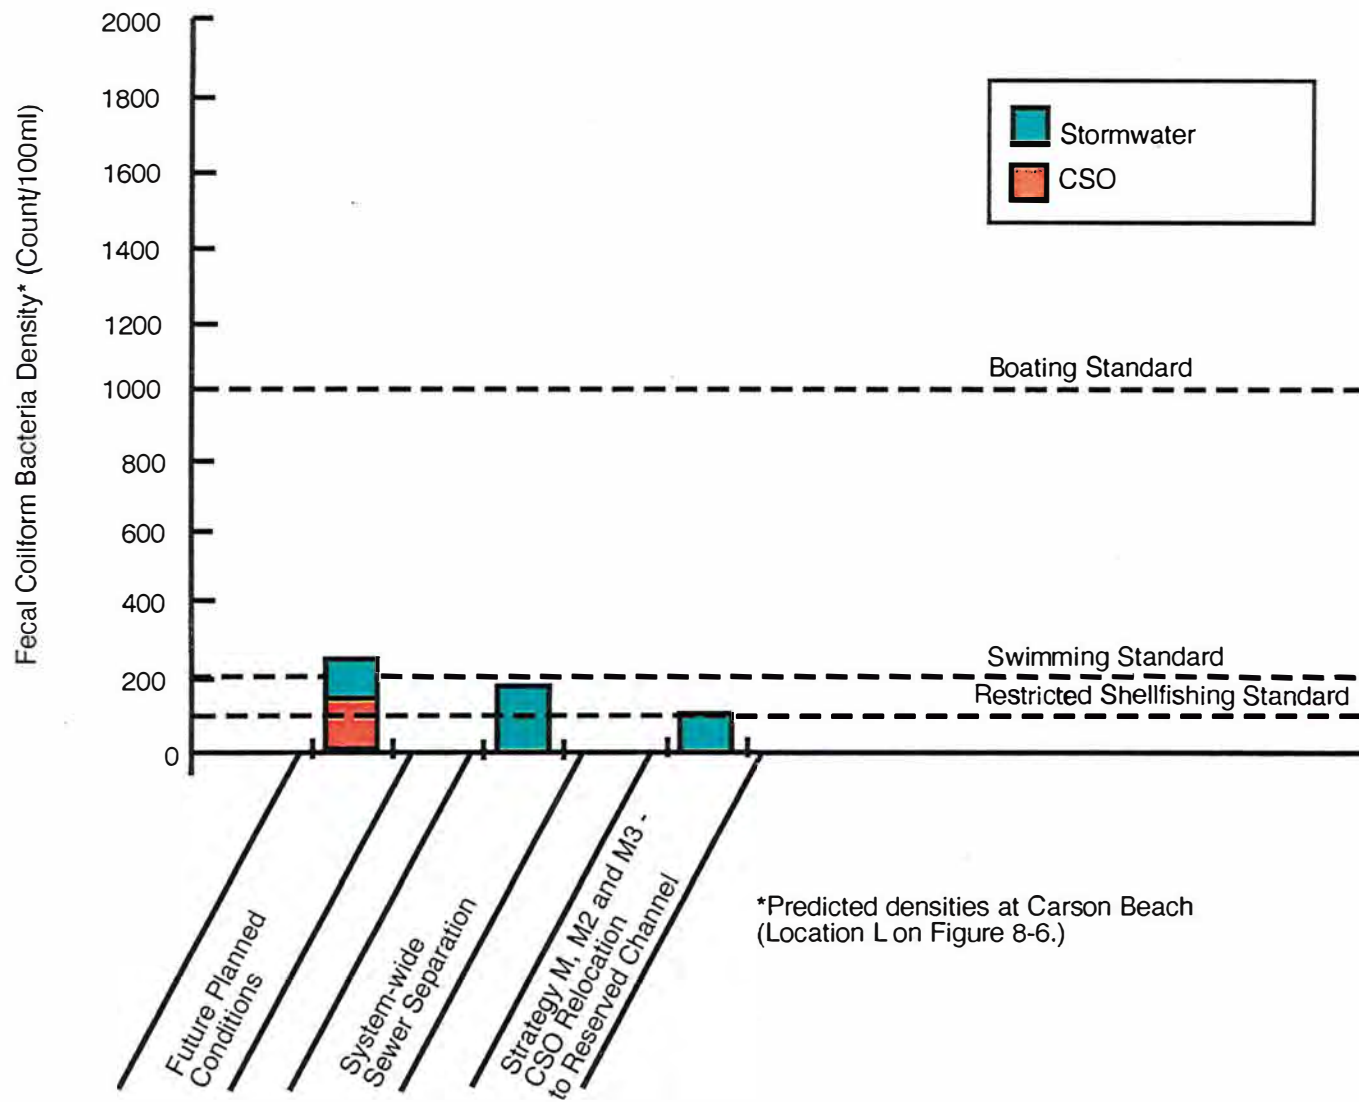 Fecal Coilform Bacteria Density* (Count/100ml)
2000
1800
1600
1400
1200
1000
800
600
400
200
0
Stormwater
CSO
Boating Standard
Swimming Standard
Restricted Shellfishing Standard
Future Planned
Conditions
System-wide
Sewer Separation
Strategy M, M2 and M3 -
CSO Relocation
to Reserved Channel
*Predicted densities at Carson Beach
(Location L on Figure 8-6.)